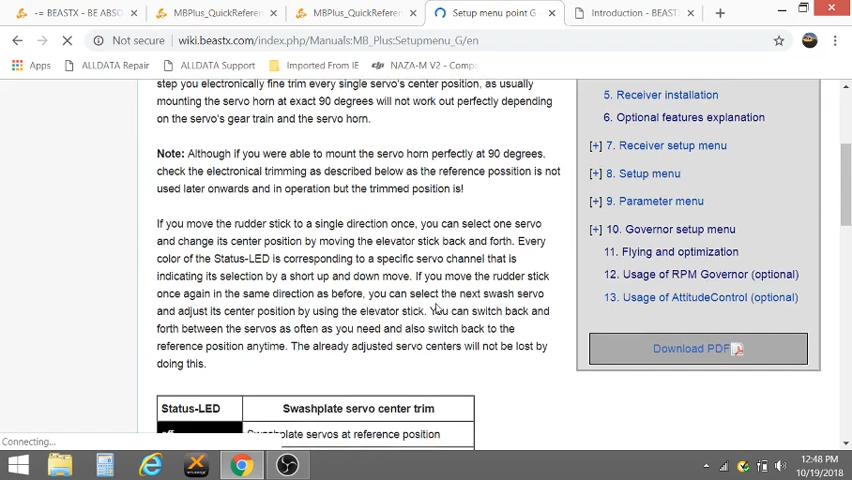 -= BE ABSO
MBPlus_QuickReferen
MBPlus_QuickReferen
Setup menu point G -
Introduction - BEASTX
wiki.beastx.com/index.php/Manuals:MB_Plus:Setupmenu_G/en
Apps
ALLDATA Repair
ALLDATA Support
Imported From IE
NAZA-M V2 - Comp
step you electronically fine trim every single servo's center position, as usually
mounting the servo horn at exact 90 degrees will not work out perfectly depending
on the servo's gear train and the servo horn.
Note: Although if you were able to mount the servo horn perfectly at 90 degrees,
check the electronical trimming as described below as the reference possition is not
used later onwards and in operation but the trimmed position is!
If you move the rudder stick to a single direction once, you can select one servo
and change its center position by moving the elevator stick back and forth. Every
color of the Status-LED is corresponding to a specific servo channel that is
indicating its selection by a short up and down move. If you move the rudder stick
once again in the same direction as before, you can select the next swash servo
and adjust its center position by using the elevator stick. You can switch back and
forth between the servos as often as you need and also switch back to the
reference position anytime. The already adjusted servo centers will not be lost by
doing this.
Status-LED Swashplate servo center trim
off Swashplate servos at reference position
5. Receiver installation
6. Optional features explanation
[+] 7. Receiver setup menu
[+] 8. Setup menu
[+] 9. Parameter menu
[+] 10. Governor setup menu
11. Flying and optimization
12. Usage of RPM Governor (optional)
13. Usage of AttitudeControl (optional)
Download PDF
Connecting...
12:48 PM
10/19/2018